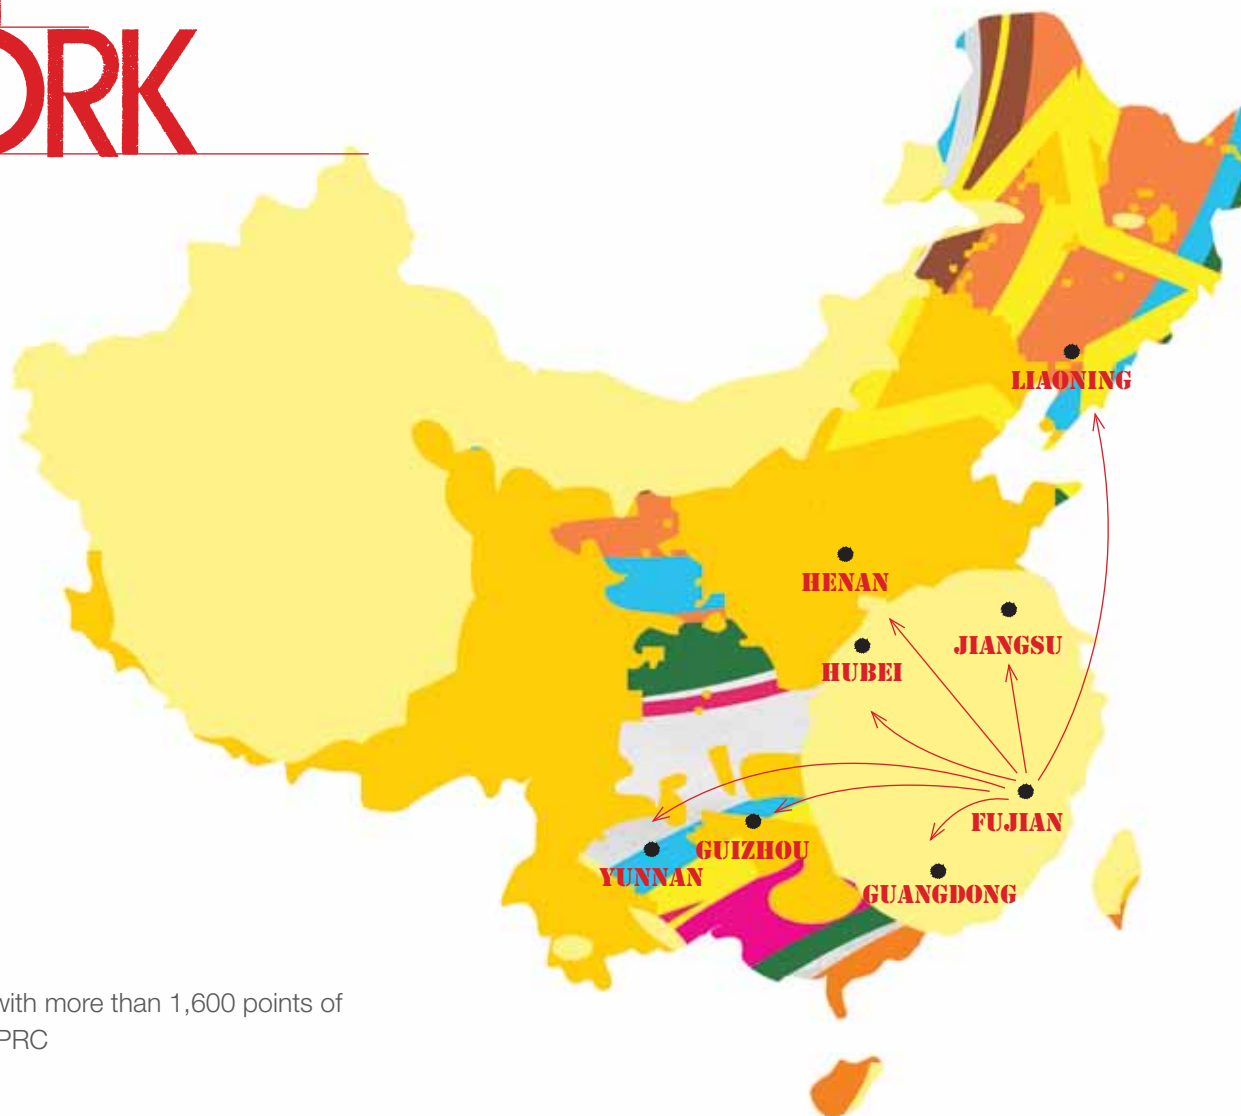 ORK
LIAONING
HENAN
JIANGSU
HUBEI
FUJIAN
GUIZHOU
YUNNAN
GUANGDONG
with more than 1,600 points of
PRC